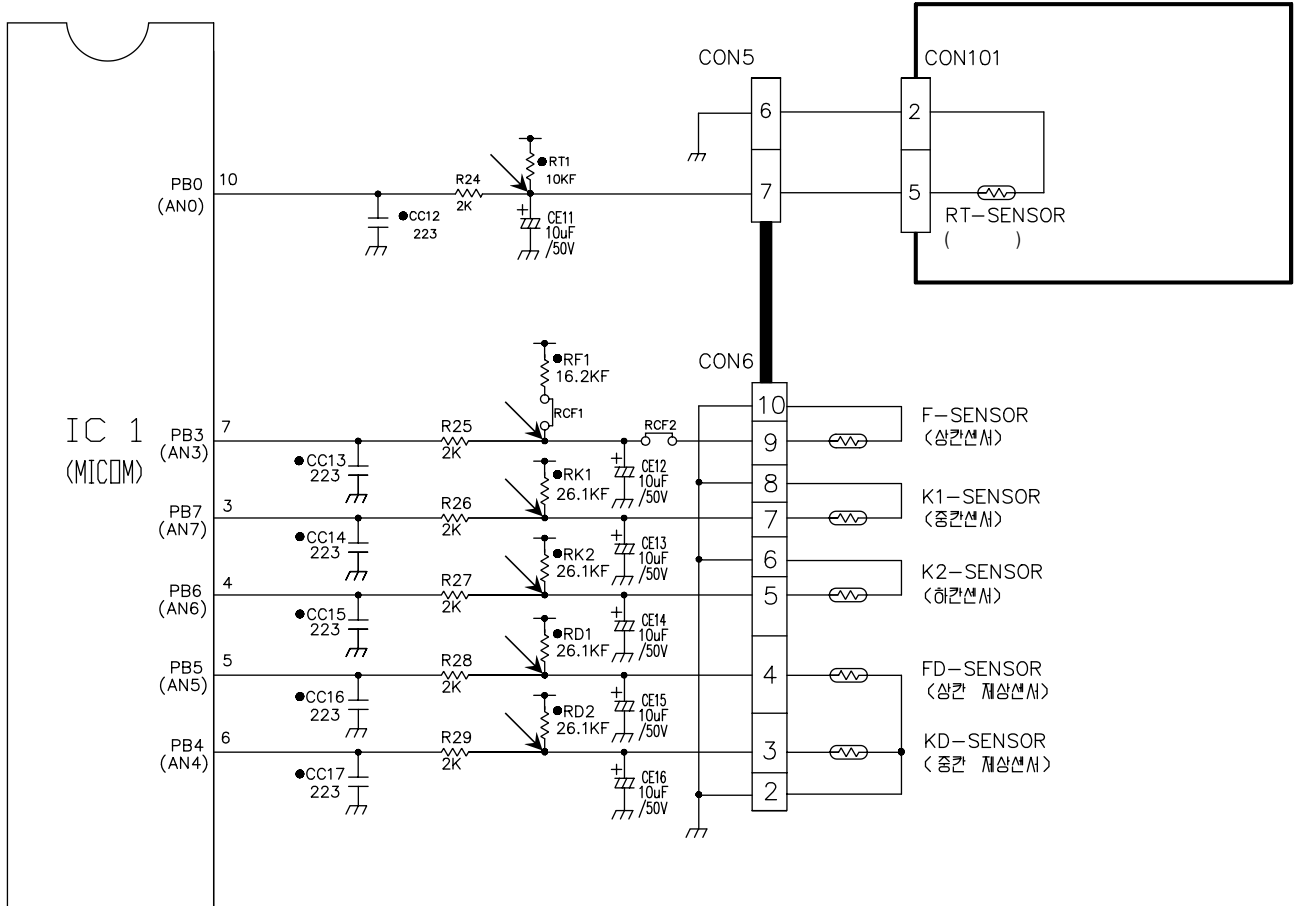 CON5
CON101
6
2
PB0
10
(AN0)
R24
2K
●RT1
10KF
7
5
●CC12
223
CE11
10uF
/50V
RT-SENSOR
( )
CON6
●RF1
16.2KF
RCF1
10
F-SENSOR
(상칸센서)
IC 1
(MICOM)
PB3
7
(AN3)
R25
2K
RCF2
9
●CC13
223
CE12
10uF
/50V
●RK1
26.1KF
8
K1-SENSOR
(중칸센서)
PB7
3
(AN7)
R26
2K
7
●CC14
223
CE13
10uF
/50V
●RK2
26.1KF
6
K2-SENSOR
(하칸센서)
PB6
4
(AN6)
R27
2K
5
●CC15
223
CE14
10uF
/50V
●RD1
26.1KF
PB5
5
(AN5)
R28
2K
4
FD-SENSOR
(상칸 제상센서)
●CC16
223
CE15
10uF
/50V
●RD2
26.1KF
PB4
6
(AN4)
R29
2K
3
KD-SENSOR
(중칸 제상센서)
●CC17
223
CE16
10uF
/50V
2